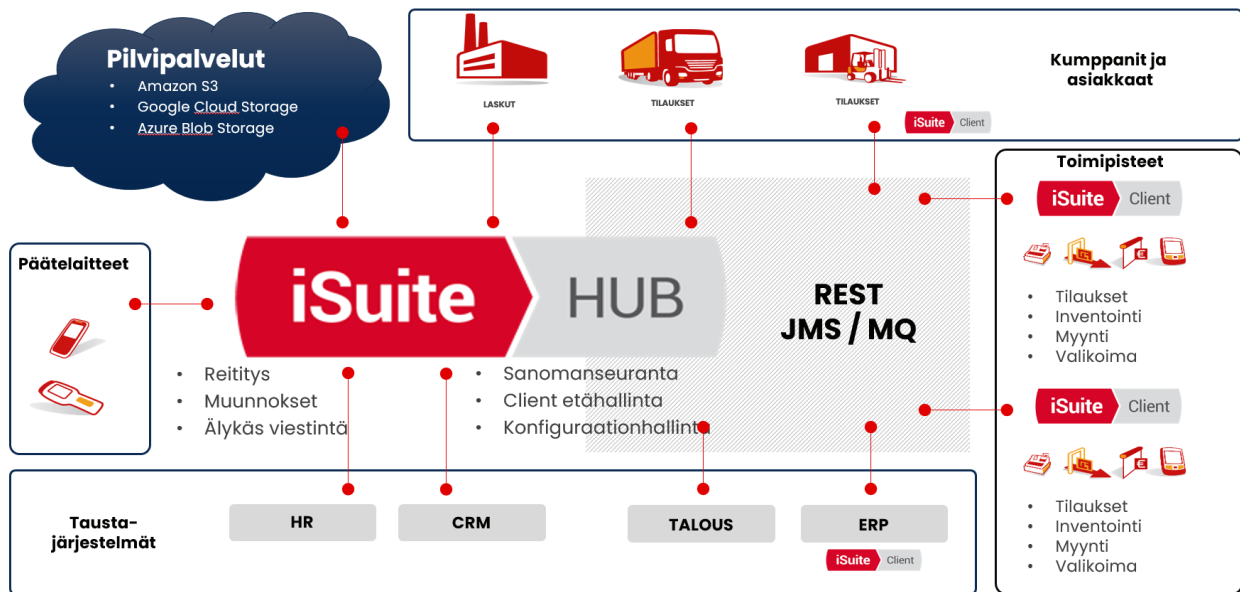 Pilvipalvelut
• Amazon S3
• Google Cloud Storage
• Azure Blob Storage
LASKUT
TILAUKSET
TILAUKSET
iSuite Client
Kumppanit ja
asiakkaat
Toimipisteet
iSuite Client
• Tilaukset
• Inventointi
• Myynti
• Valikoima
iSuite Client
• Tilaukset
• Inventointi
• Myynti
• Valikoima
Päätelaitteet
iSuite HUB
REST
JMS / MQ
• Reititys
• Muunnokset
• Älykäs viestintä
• Sanomanseuranta
• Client etähallinta
• Konfiguraationhallinta
Tausta-
järjestelmät
HR
CRM
TALOUS
ERP
iSuite Client